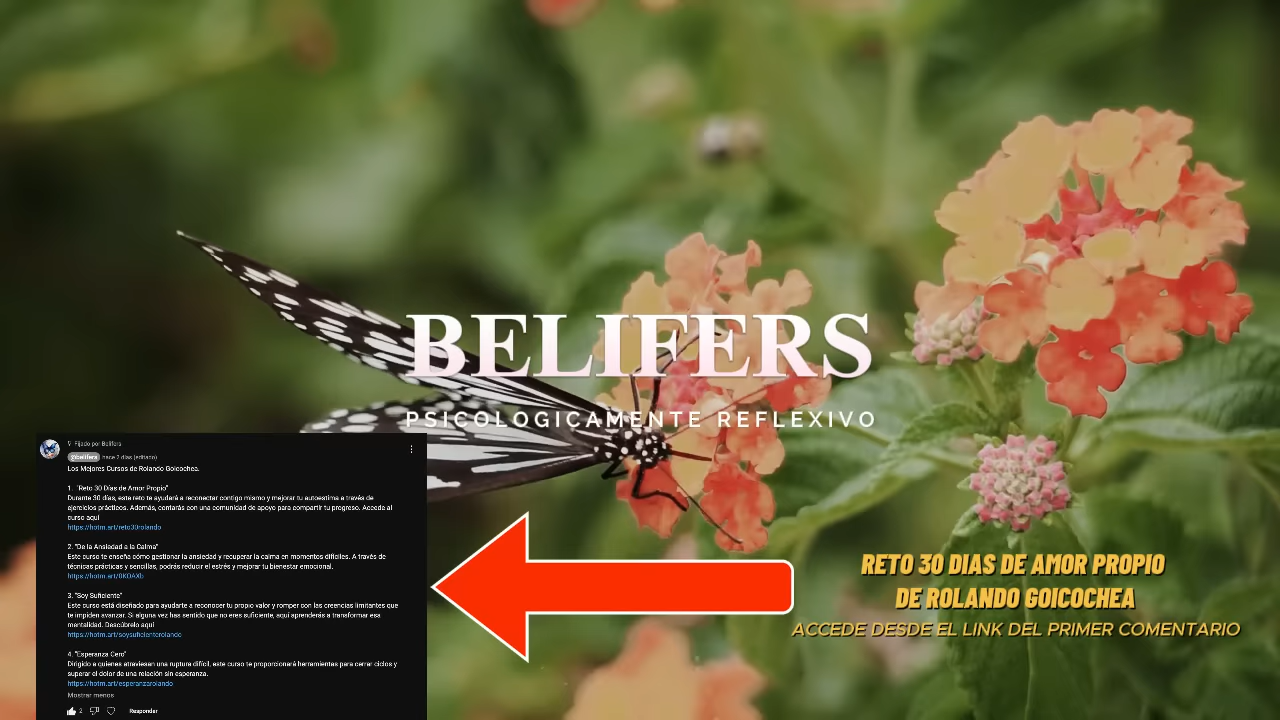 BELIFERS
PSICOLOGICAMENTE REFLEXIVO
Fijado por Belifers
@belifers hace 2 días (editado)
Los Mejores Cursos de Rolando Goicochea.
1. "Reto 30 Días de Amor Propio"
Durante 30 días, este reto te ayudará a reconectar contigo mismo y mejorar tu autoestima a través de
ejercicios prácticos. Además, contarás con una comunidad de apoyo para compartir tu progreso. Accede al
curso aquí
https://hotm.art/reto30rolando
2. "De la Ansiedad a la Calma"
Este curso te enseña cómo gestionar la ansiedad y recuperar la calma en momentos difíciles. A través de
técnicas prácticas y sencillas, podrás reducir el estrés y mejorar tu bienestar emocional.
https://hotm.art/0KOAXb
3. "Soy Suficiente"
Este curso está diseñado para ayudarte a reconocer tu propio valor y romper con las creencias limitantes que
te impiden avanzar. Si alguna vez has sentido que no eres suficiente, aquí aprenderás a transformar esa
mentalidad. Descúbrelo aquí
https://hotm.art/soysuficienterolando
4. "Esperanza Cero"
Dirigido a quienes atraviesan una ruptura difícil, este curso te proporcionará herramientas para cerrar ciclos y
superar el dolor de una relación sin esperanza.
https://hotm.art/esperanzarolando
Mostrar menos
2 Responder
RETO 30 DIAS DE AMOR PROPIO
DE ROLANDO GOICOCHEA
ACCEDE DESDE EL LINK DEL PRIMER COMENTARIO